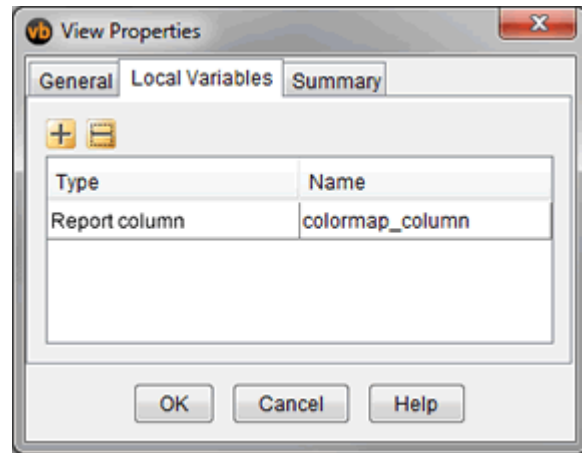 vb View Properties
General Local Variables Summary
Type Name
Report column colormap_column
OK Cancel Help